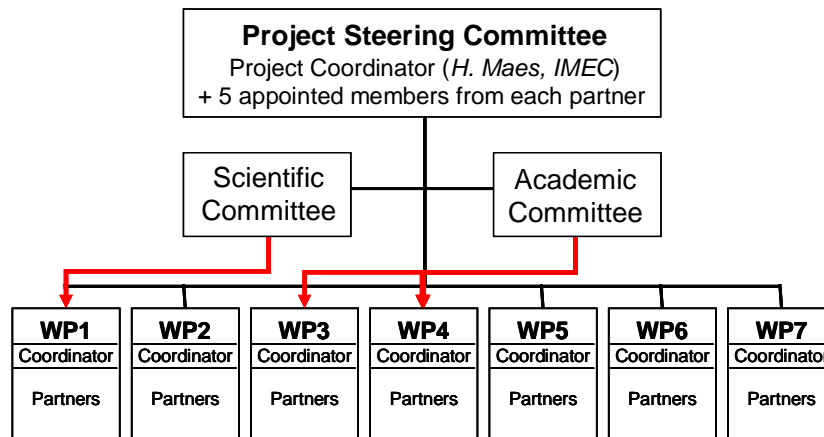 Project Steering Committee
Project Coordinator (H. Maes, IMEC)
+ 5 appointed members from each partner
Scientific
Committee
Academic
Committee
WP1 WP2 WP3 WP4 WP5 WP6 WP7
Coordinator Coordinator Coordinator Coordinator Coordinator Coordinator Coordinator
Partners Partners Partners Partners Partners Partners Partners